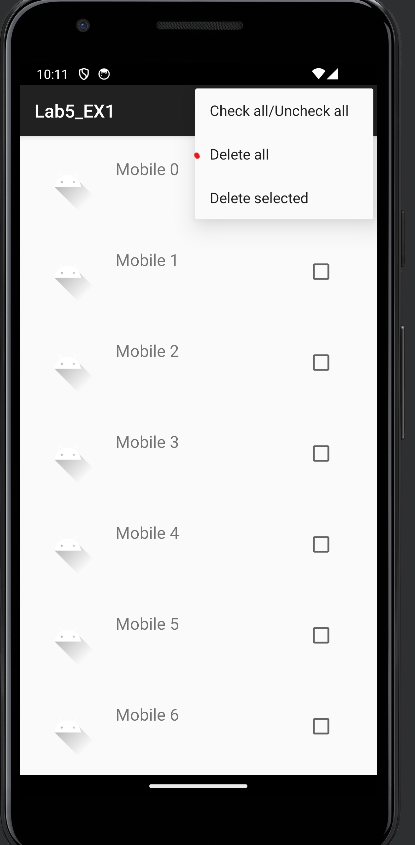 10:11
Lab5_EX1
Check all/Uncheck all
Delete all
Delete selected
Mobile 0
Mobile 1
Mobile 2
Mobile 3
Mobile 4
Mobile 5
Mobile 6